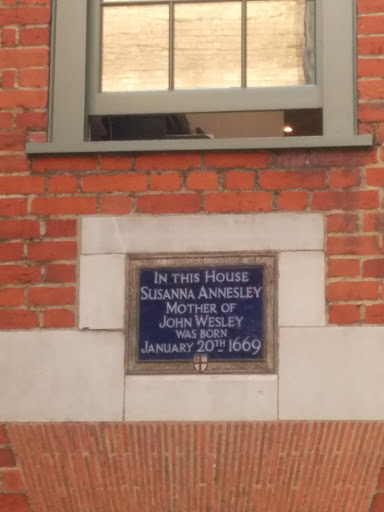 IN THIS HOUSE
SUSANNA ANNESLEY
MOTHER OF
JOHN WESLEY
WAS BORN
JANUARY 20TH 1669